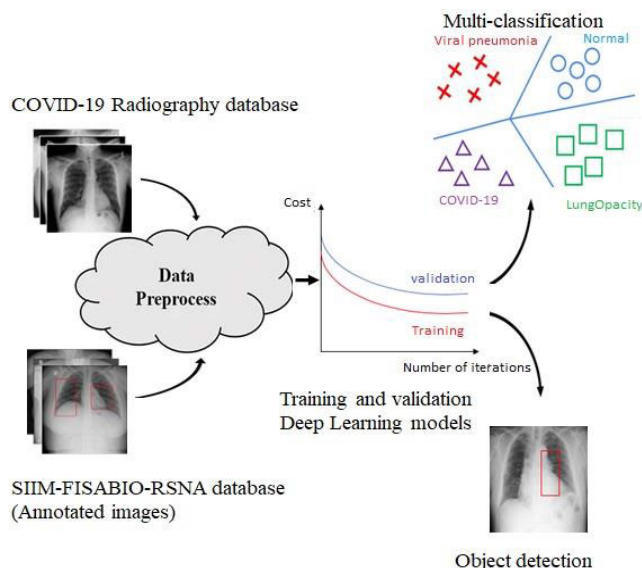 Multi-classification
Viral pneumonia
Normal
COVID-19 Radiography database
COVID-19
LungOpacity
Data
Preprocess
Cost
validation
Training
Number of iterations
Training and validation
Deep Learning models
SIIM-FISABIO-RSNA database
(Annotated images)
Object detection